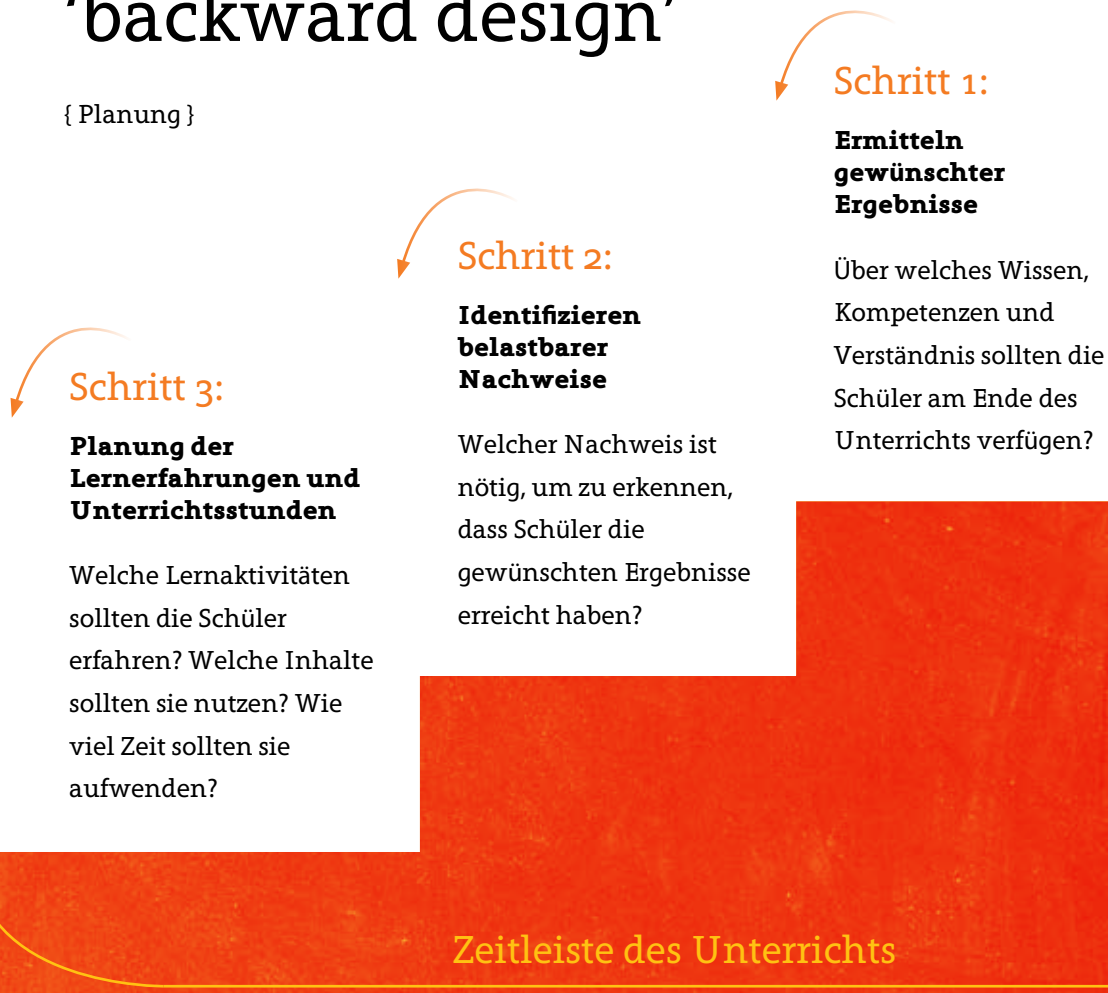 'backward design'
{ Planung }
Schritt 1:
Ermitteln
gewünschter
Ergebnisse
Über welches Wissen,
Kompetenzen und
Verständnis sollten die
Schüler am Ende des
Unterrichts verfügen?
Schritt 2:
Identifizieren
belastbarer
Nachweise
Welcher Nachweis ist
nötig, um zu erkennen,
dass Schüler die
gewünschten Ergebnisse
erreicht haben?
Schritt 3:
Planung der
Lernerfahrungen und
Unterrichtsstunden
Welche Lernaktivitäten
sollten die Schüler
erfahren? Welche Inhalte
sollten sie nutzen? Wie
viel Zeit sollten sie
aufwenden?
Zeitleiste des Unterrichts